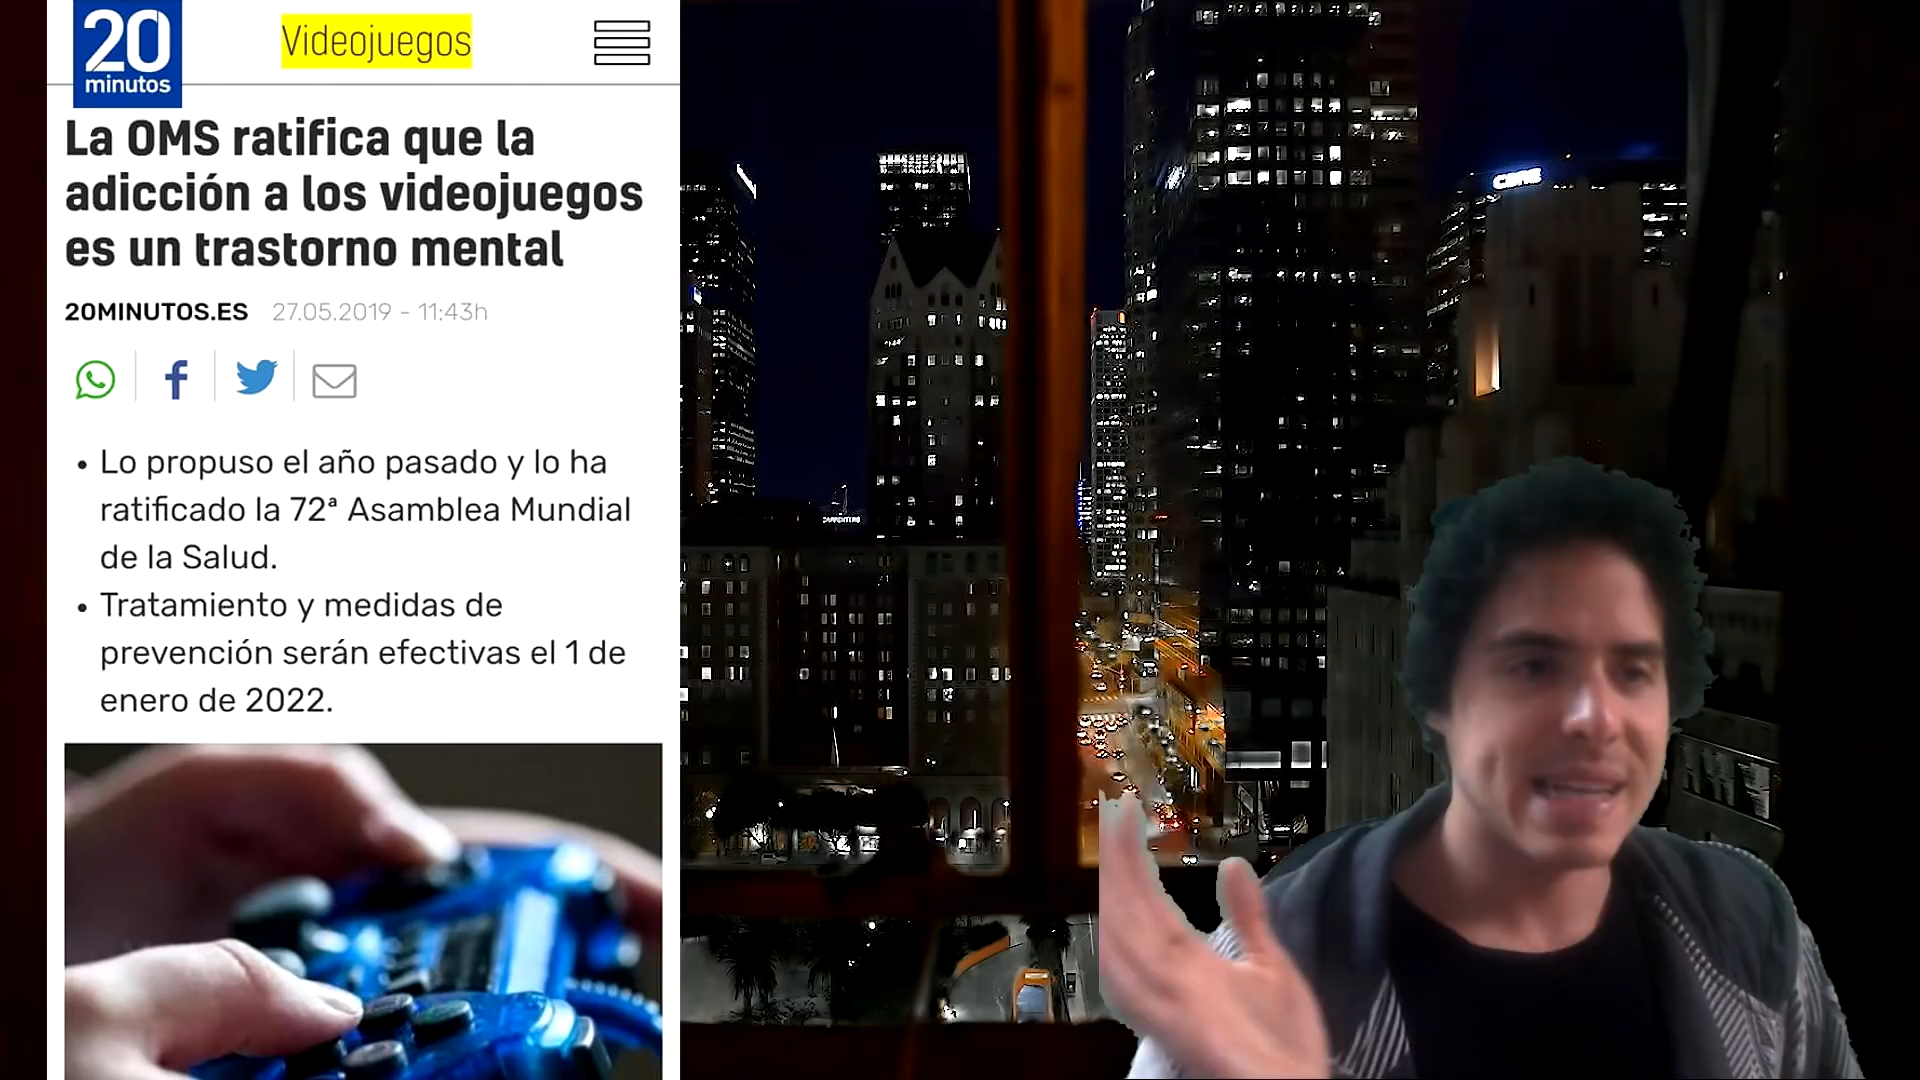 20
minutos
Videojuegos
La OMS ratifica que la
adicción a los videojuegos
es un trastorno mental
20MINUTOS.ES 27.05.2019 - 11:43h
• Lo propuso el año pasado y lo ha
ratificado la 72ª Asamblea Mundial
de la Salud.
• Tratamiento y medidas de
prevención serán efectivas el 1 de
enero de 2022.
CBRE